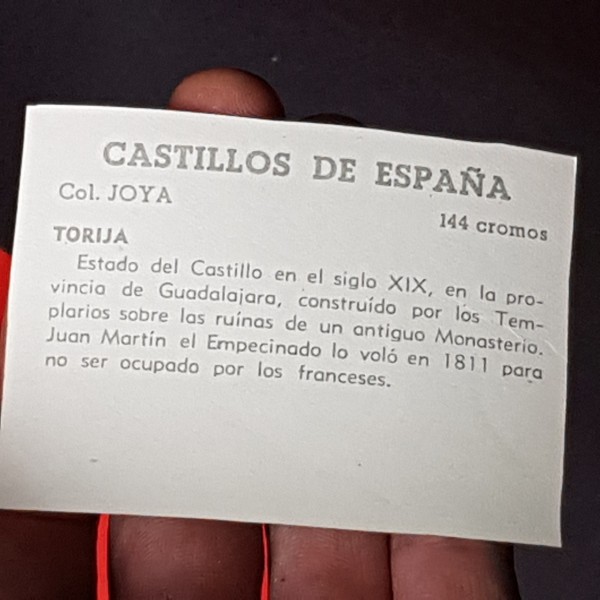 CASTILLOS DE ESPAÑA
Col. JOYA
144 cromos
TORIJA
Estado del Castillo en el siglo XIX, en la pro-
vincia de Guadalajara, construído por los Tem-
plarios sobre las ruínas de un antiguo Monasterio.
Juan Martín el Empecinado lo voló en 1811 para
no ser ocupado por los franceses.